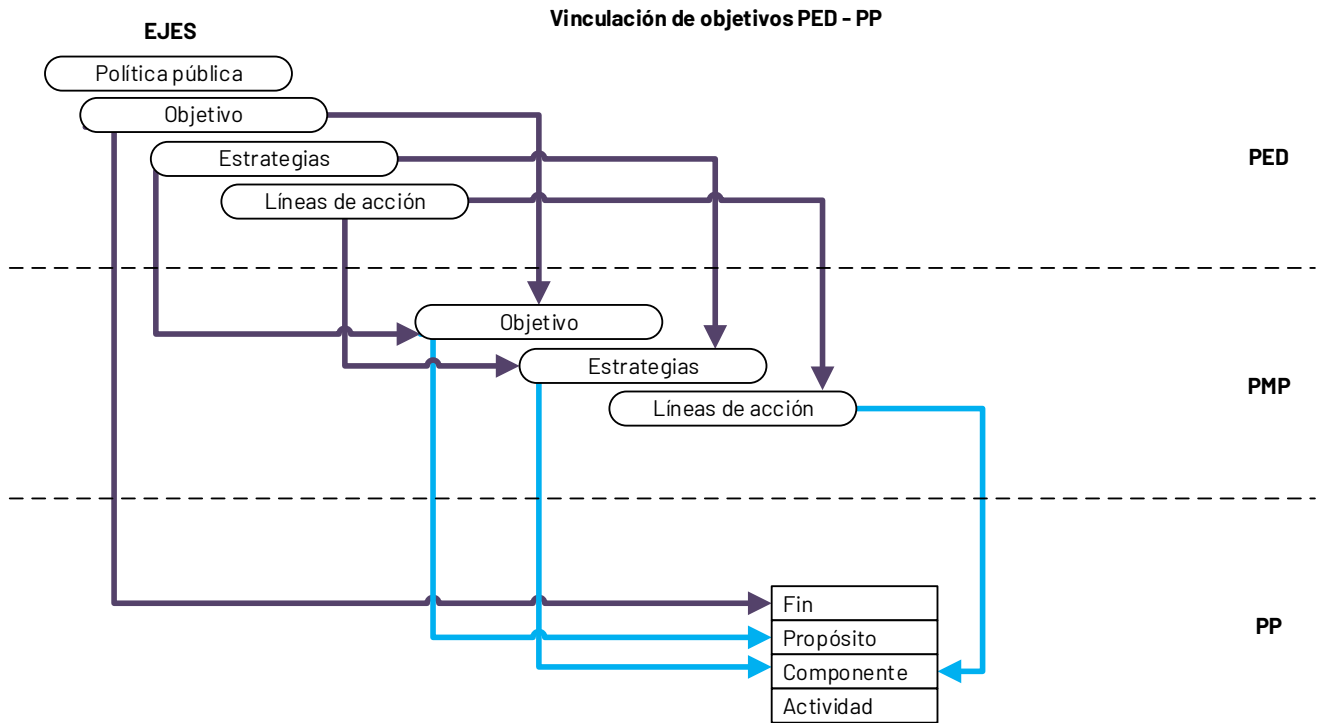 Vinculación de objetivos PED - PP
EJES
Política pública
Objetivo
Estrategias
PED
Líneas de acción
Objetivo
Estrategias
PMP
Líneas de acción
Fin
Propósito
PP
Componente
Actividad